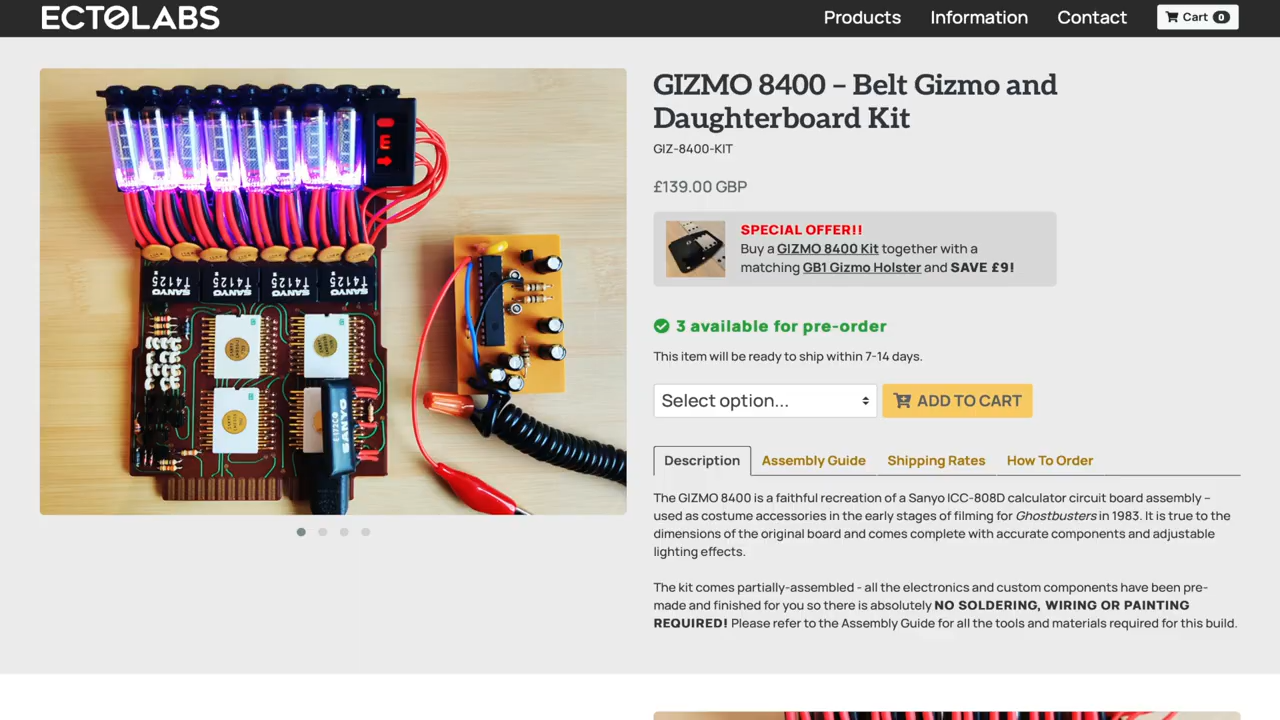 ECTOLABS
Products
Information
Contact
Cart 0
GIZMO 8400 – Belt Gizmo and
Daughterboard Kit
GIZ-8400-KIT
£139.00 GBP
SPECIAL OFFER!!
Buy a GIZMO 8400 Kit together with a
matching GB1 Gizmo Holster and SAVE £9!
T4125
SANYO
T4125
SANYO
T4125
SANYO
T4125
SANYO
SANYO
3 available for pre-order
This item will be ready to ship within 7-14 days.
Select option...
ADD TO CART
Description
Assembly Guide
Shipping Rates
How To Order
The GIZMO 8400 is a faithful recreation of a Sanyo ICC-808D calculator circuit board assembly –
used as costume accessories in the early stages of filming for Ghostbusters in 1983. It is true to the
dimensions of the original board and comes complete with accurate components and adjustable
lighting effects.
The kit comes partially-assembled - all the electronics and custom components have been pre-
made and finished for you so there is absolutely NO SOLDERING, WIRING OR PAINTING
REQUIRED! Please refer to the Assembly Guide for all the tools and materials required for this build.